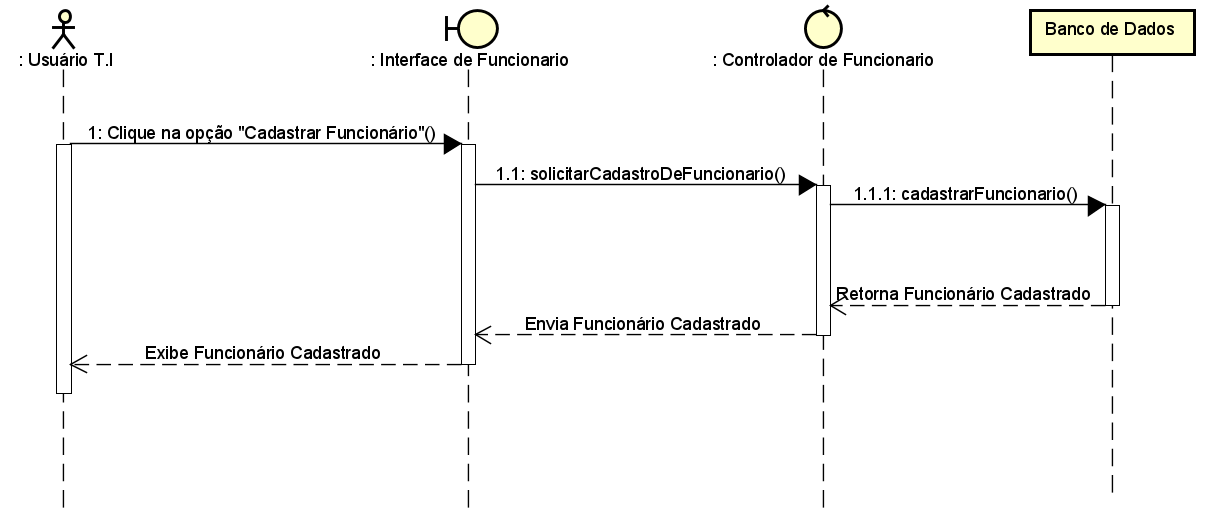 Banco de Dados
: Usuário T.I
: Interface de Funcionario
: Controlador de Funcionario
1: Clique na opção "Cadastrar Funcionário"()
1.1: solicitarCadastroDeFuncionario()
1.1.1: cadastrarFuncionario()
Retorna Funcionário Cadastrado
Envia Funcionário Cadastrado
Exibe Funcionário Cadastrado